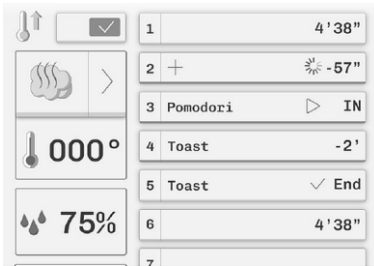 1 4'38"
2 + -57"
3 Pomodori IN
000°
4 Toast -2'
5 Toast End
75%
6 4'38"
7